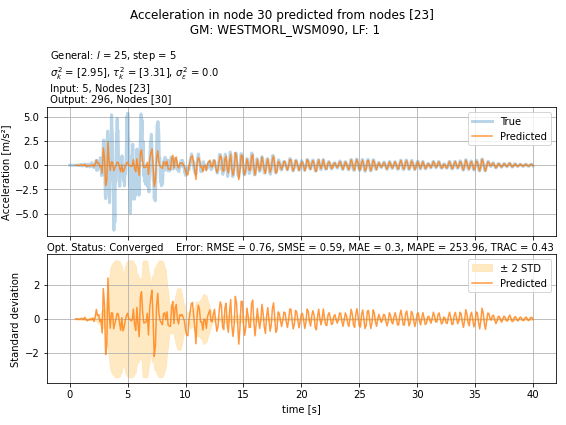 Acceleration in node 30 predicted from nodes [23]
GM: WESTMORL_WSM090, LF: 1
General: l = 25, step = 5
σ²ₖ = [2.95], τ²ₖ = [3.31], σ²ε = 0.0
Input: 5, Nodes [23]
Output: 296, Nodes [30]
Acceleration [m/s²]
5.0
2.5
0.0
−2.5
−5.0
True
Predicted
Opt. Status: Converged Error: RMSE = 0.76, SMSE = 0.59, MAE = 0.3, MAPE = 253.96, TRAC = 0.43
Standard deviation
2
0
−2
± 2 STD
Predicted
0 5 10 15 20 25 30 35 40
time [s]